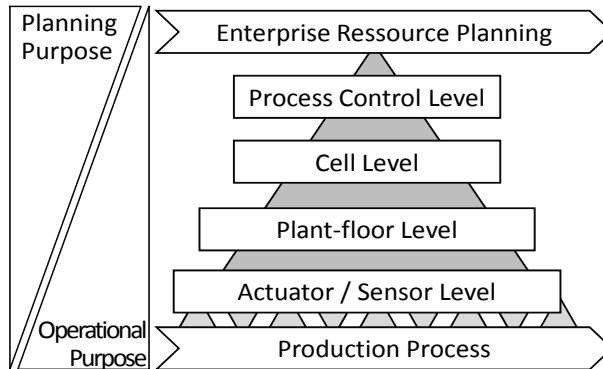 Planning
Purpose
Enterprise Ressource Planning
Process Control Level
Cell Level
Plant-floor Level
Actuator / Sensor Level
Operational
Purpose
Production Process